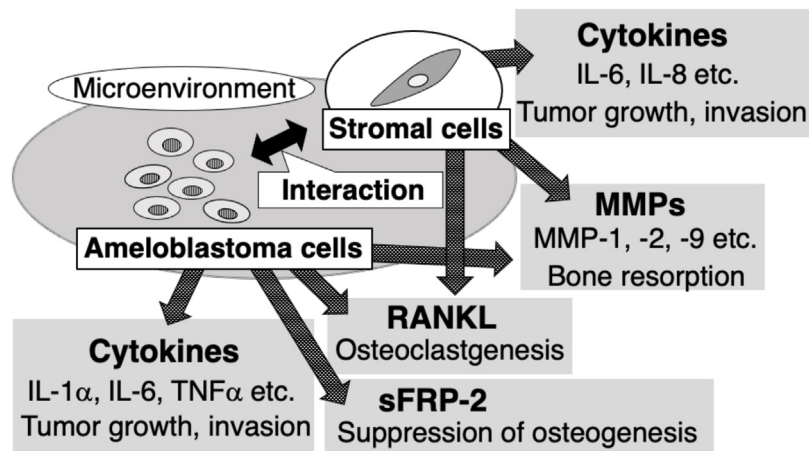 Cytokines
IL-6, IL-8 etc.
Tumor growth, invasion
Microenvironment
Stromal cells
Interaction
MMPs
MMP-1, -2, -9 etc.
Bone resorption
Ameloblastoma cells
RANKL
Osteoclastgenesis
Cytokines
IL-1α, IL-6, TNFα etc.
Tumor growth, invasion
sFRP-2
Suppression of osteogenesis